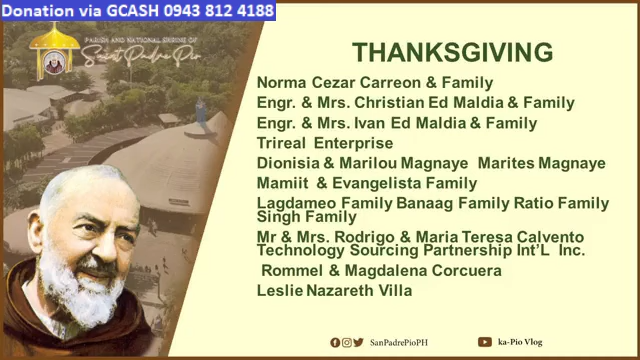 Donation via GCASH 0943 812 4188
PARISH AND NATIONAL SHRINE OF
Saint Padre Pio
THANKSGIVING
Norma Cezar Carreon & Family
Engr. & Mrs. Christian Ed Maldia & Family
Engr. & Mrs. Ivan Ed Maldia & Family
Trireal Enterprise
Dionisia & Marilou Magnaye Marites Magnaye
Mamiit & Evangelista Family
Lagdameo Family Banaag Family Ratio Family
Singh Family
Mr & Mrs. Rodrigo & Maria Teresa Calvento
Technology Sourcing Partnership Int’L Inc.
Rommel & Magdalena Corcuera
Leslie Nazareth Villa
SanPadrePioPH
ka-Pio Vlog